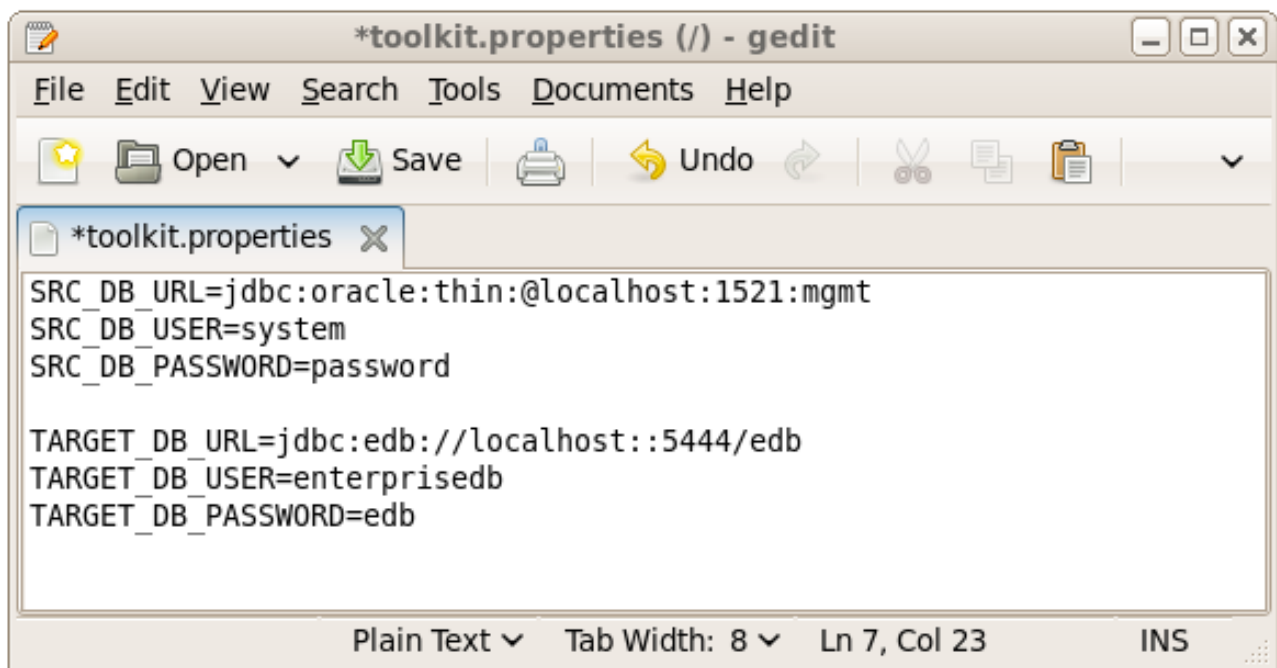 *toolkit.properties (/) - gedit
File Edit View Search Tools Documents Help
Open Save Undo
*toolkit.properties
SRC_DB_URL=jdbc:oracle:thin:@localhost:1521:mgmt
SRC_DB_USER=system
SRC_DB_PASSWORD=password
TARGET_DB_URL=jdbc:edb://localhost::5444/edb
TARGET_DB_USER=enterprisedb
TARGET_DB_PASSWORD=edb
Plain Text Tab Width: 8 Ln 7, Col 23 INS